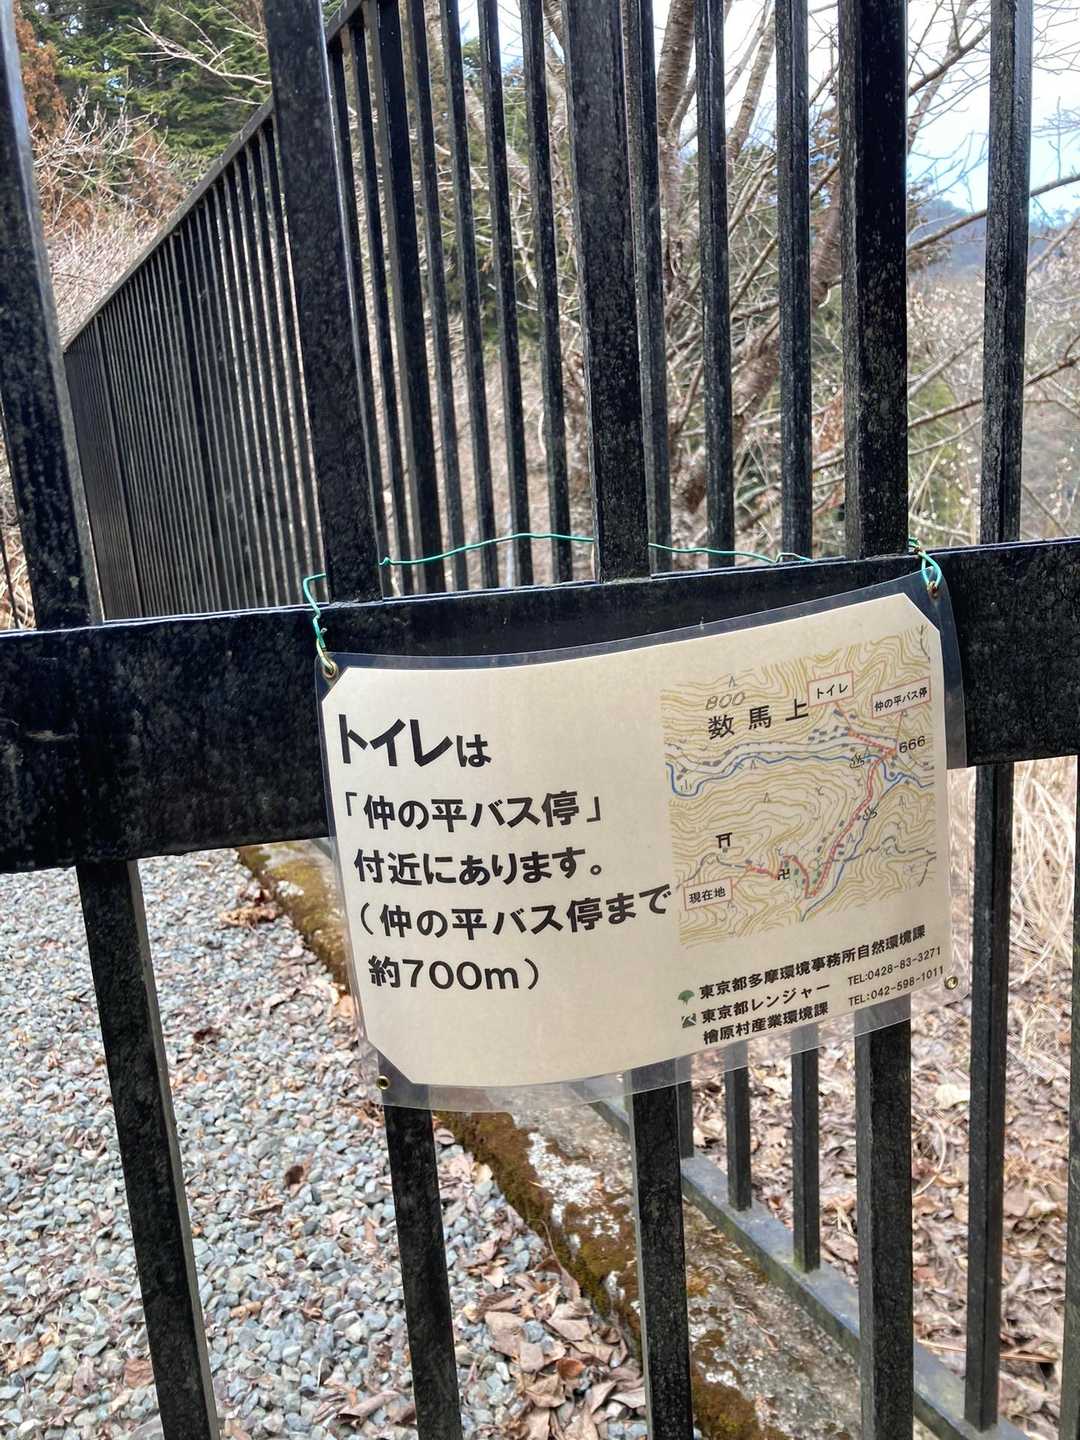 トイレは
「仲の平バス停」
付近にあります。
（仲の平バス停まで
約700m）
800
数馬上
トイレ
仲の平バス停
666
現在地
東京都多摩環境事務所自然環境課
東京都レンジャー TEL:0428-83-3271
檜原村産業環境課 TEL:042-598-1011